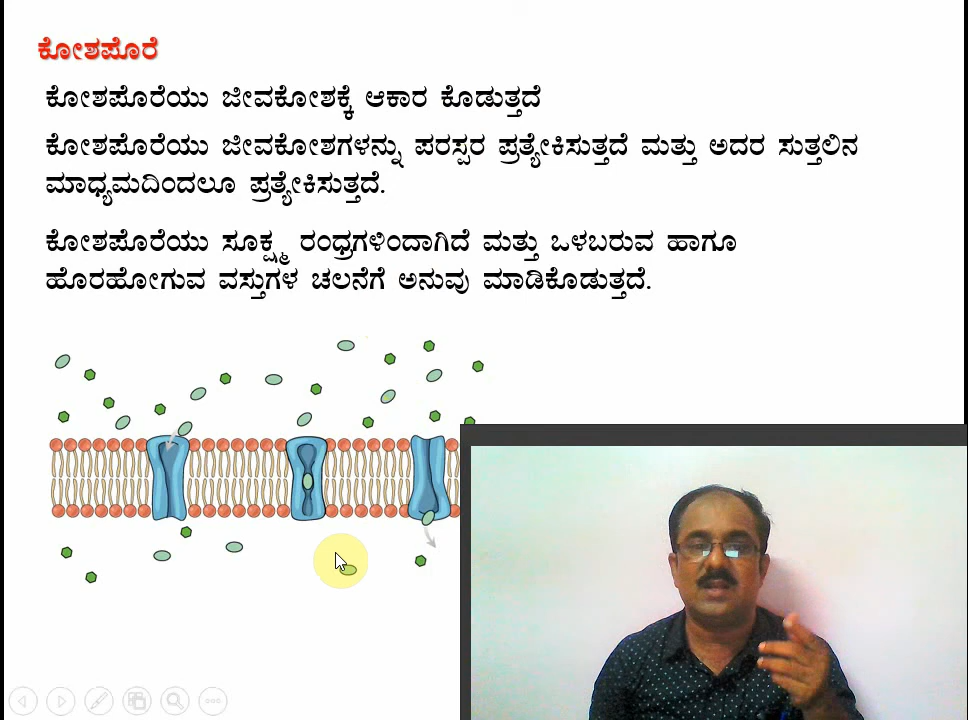 ಕೋಶಪೊರೆ
ಕೋಶಪೊರೆಯು ಜೀವಕೋಶಕ್ಕೆ ಆಕಾರ ಕೊಡುತ್ತದೆ
ಕೋಶಪೊರೆಯು ಜೀವಕೋಶಗಳನ್ನು ಪರಸ್ಪರ ಪ್ರತ್ಯೇಕಿಸುತ್ತದೆ ಮತ್ತು ಅದರ ಸುತ್ತಲಿನ
ಮಾಧ್ಯಮದಿಂದಲೂ ಪ್ರತ್ಯೇಕಿಸುತ್ತದೆ.
ಕೋಶಪೊರೆಯು ಸೂಕ್ಷ್ಮ ರಂಧ್ರಗಳಿಂದಾಗಿದೆ ಮತ್ತು ಒಳಬರುವ ಹಾಗೂ
ಹೊರಹೋಗುವ ವಸ್ತುಗಳ ಚಲನೆಗೆ ಅನುವು ಮಾಡಿಕೊಡುತ್ತದೆ.